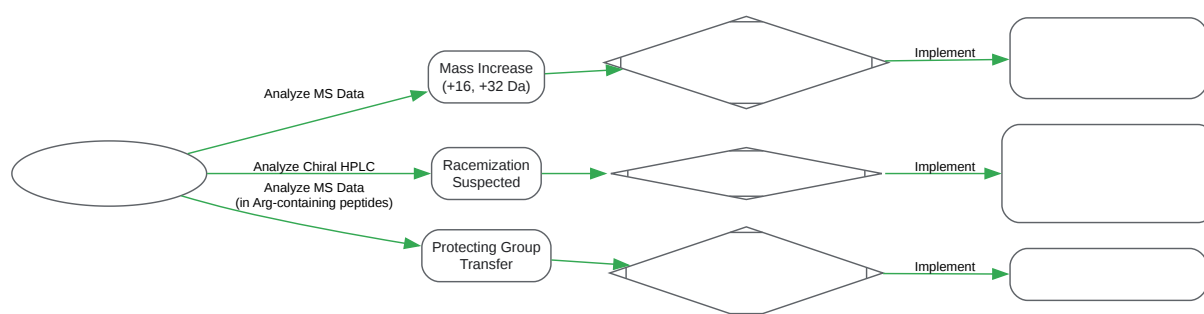 Analyze MS Data
Mass Increase
(+16, +32 Da)
Implement
Analyze Chiral HPLC
Racemization
Suspected
Implement
Analyze MS Data
(in Arg-containing peptides)
Protecting Group
Transfer
Implement